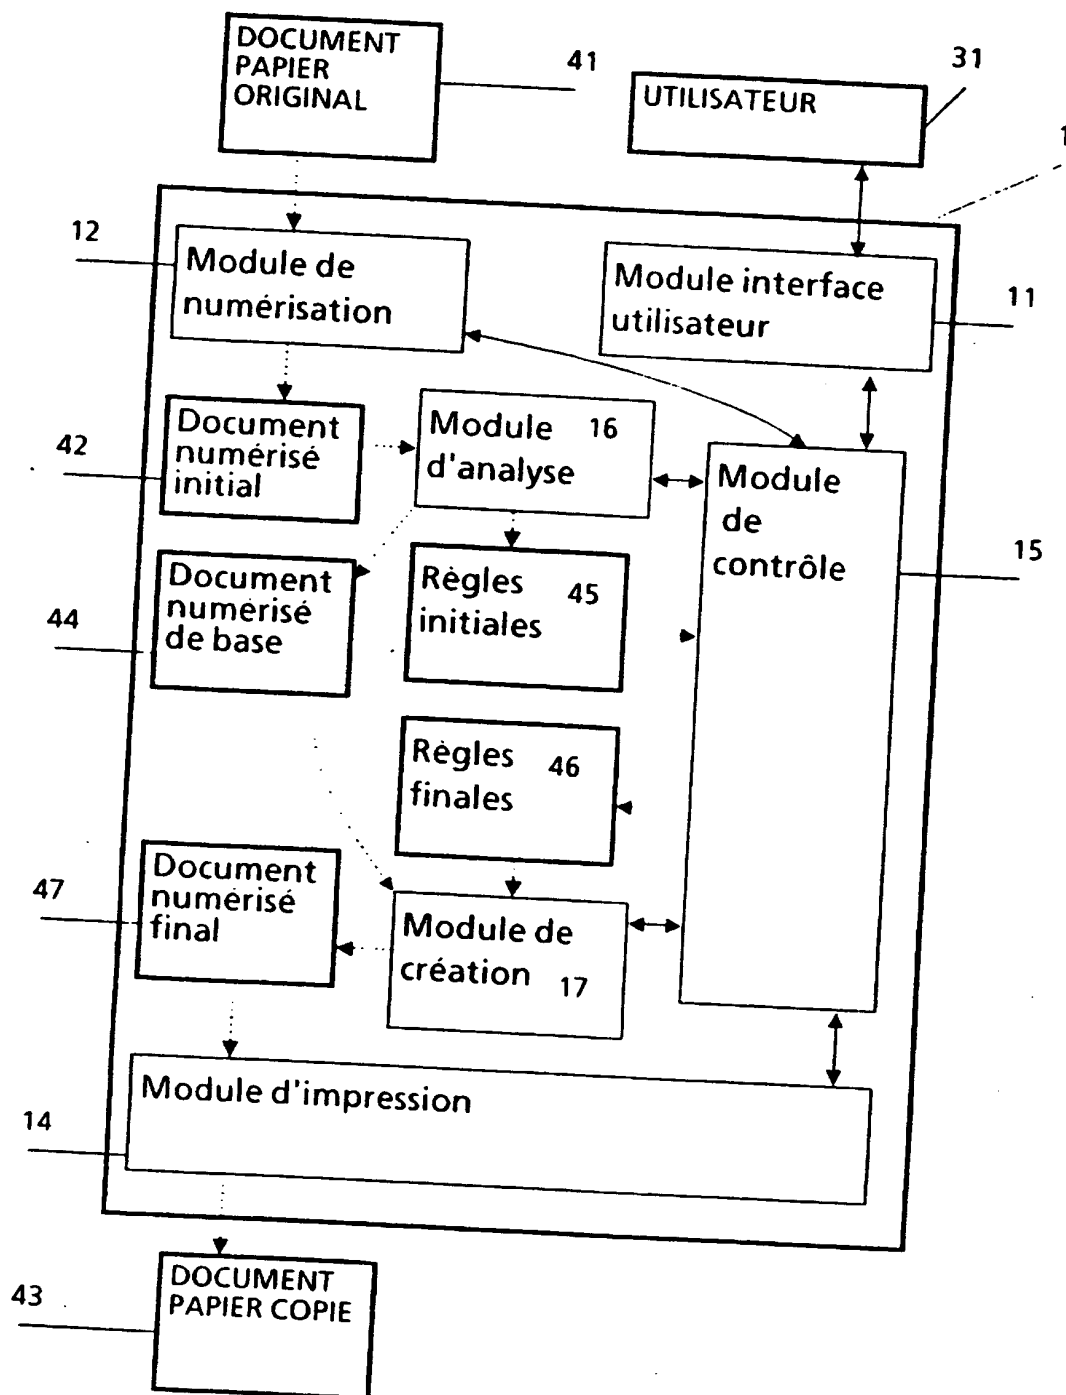 DOCUMENT
PAPIER
ORIGINAL
41
UTILISATEUR
31
1
12
Module de
numérisation
Module interface
utilisateur
11
Document
numérisé
initial
42
Module 16
d'analyse
Module
de
contrôle
15
Document
numérisé
de base
44
Règles 45
initiales
Règles 46
finales
Document
numérisé
final
47
Module de
création 17
Module d'impression
14
DOCUMENT
PAPIER COPIE
43